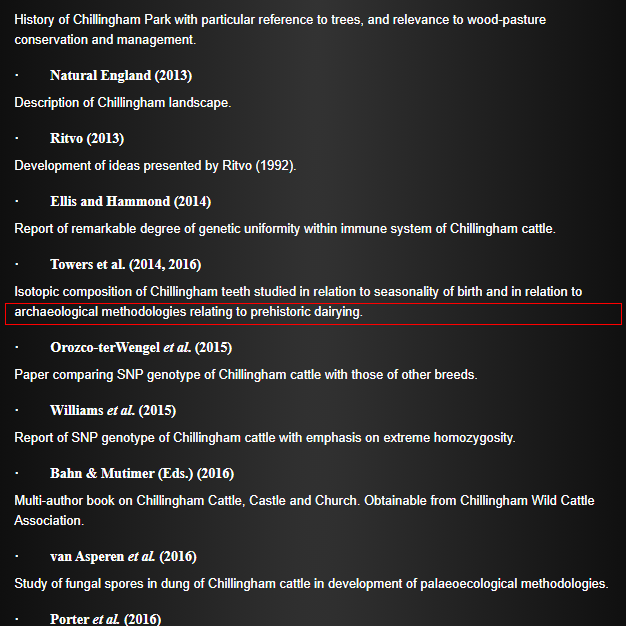 History of Chillingham Park with particular reference to trees, and relevance to wood-pasture
conservation and management.
· Natural England (2013)
Description of Chillingham landscape.
· Ritvo (2013)
Development of ideas presented by Ritvo (1992).
· Ellis and Hammond (2014)
Report of remarkable degree of genetic uniformity within immune system of Chillingham cattle.
· Towers et al. (2014, 2016)
Isotopic composition of Chillingham teeth studied in relation to seasonality of birth and in relation to
archaeological methodologies relating to prehistoric dairying.
· Orozco-terWengel et al. (2015)
Paper comparing SNP genotype of Chillingham cattle with those of other breeds.
· Williams et al. (2015)
Report of SNP genotype of Chillingham cattle with emphasis on extreme homozygosity.
· Bahn & Mutimer (Eds.) (2016)
Multi-author book on Chillingham Cattle, Castle and Church. Obtainable from Chillingham Wild Cattle
Association.
· van Asperen et al. (2016)
Study of fungal spores in dung of Chillingham cattle in development of palaeoecological methodologies.
· Porter et al. (2016)